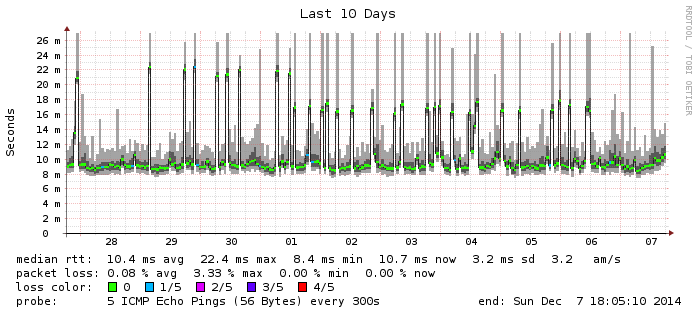 Last 10 Days
RRDTOOL / TOBI OETIKER
Seconds
26 m
24 m
22 m
20 m
18 m
16 m
14 m
12 m
10 m
8 m
6 m
4 m
2 m
0
28 29 30 01 02 03 04 05 06 07
median rtt: 10.4 ms avg 22.4 ms max 8.4 ms min 10.7 ms now 3.2 ms sd 3.2 am/s
packet loss: 0.08 % avg 3.33 % max 0.00 % min 0.00 % now
loss color: 0 1/5 2/5 3/5 4/5
probe: 5 ICMP Echo Pings (56 Bytes) every 300s end: Sun Dec 7 18:05:10 2014